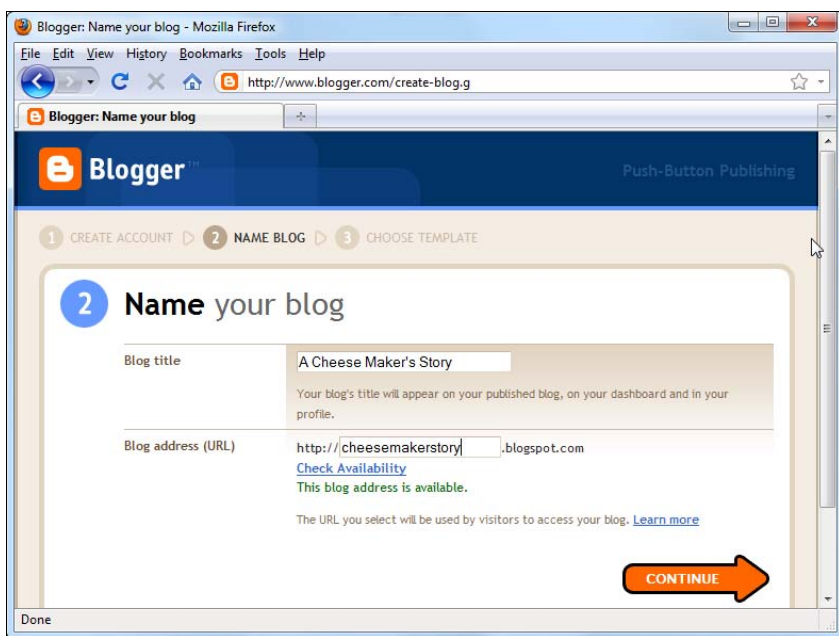 Blogger: Name your blog - Mozilla Firefox
File Edit View History Bookmarks Tools Help
http://www.blogger.com/create-blog.g
Blogger: Name your blog
Blogger™
Push-Button Publishing
1 CREATE ACCOUNT 2 NAME BLOG 3 CHOOSE TEMPLATE
2 Name your blog
Blog title
A Cheese Maker's Story
Your blog's title will appear on your published blog, on your dashboard and in your
profile.
Blog address (URL)
http://cheesemakerstory.blogspot.com
Check Availability
This blog address is available.
The URL you select will be used by visitors to access your blog. Learn more
CONTINUE
Done